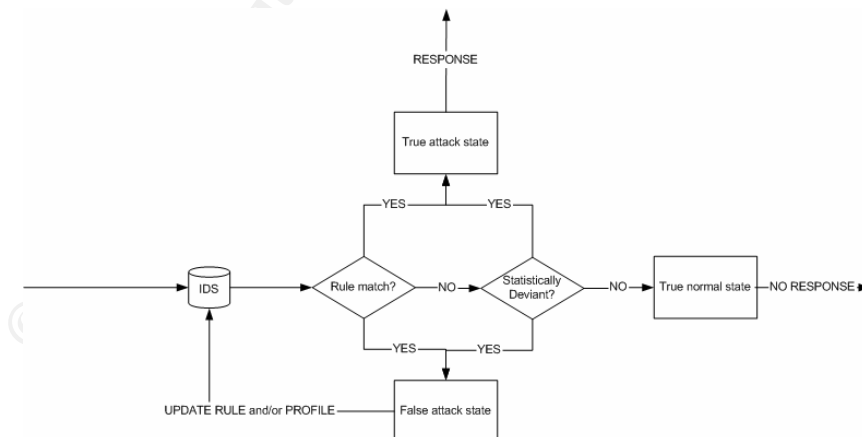 RESPONSE
True attack state
YES
YES
IDS
Rule match?
NO
Statistically
Deviant?
NO
True normal state
NO RESPONSE
YES
YES
UPDATE RULE and/or PROFILE
False attack state